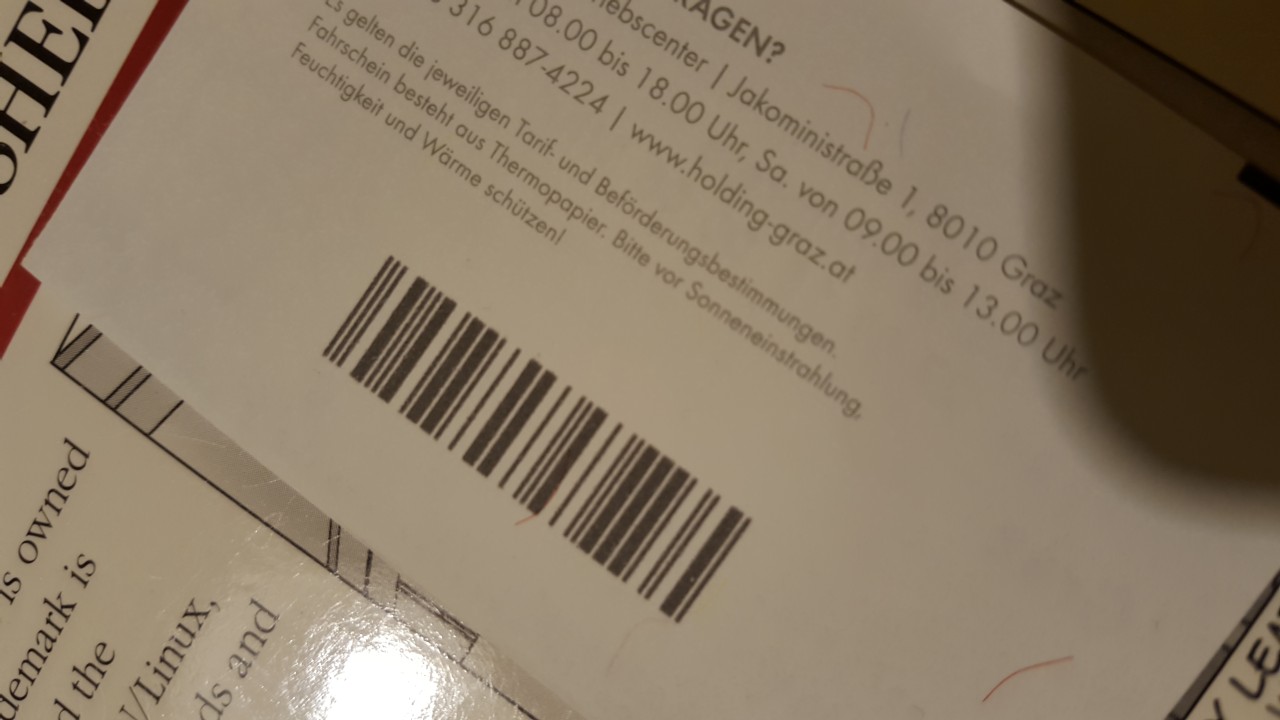 FRAGEN?
Jakoministraße 1, 8010 Graz
08.00 bis 18.00 Uhr, Sa. von 09.00 bis 13.00 Uhr
316 887-4224 | www.holding-graz.at
Es gelten die jeweiligen Tarif- und Beförderungsbestimmungen.
Fahrschein besteht aus Thermopapier. Bitte vor Sonneneinstrahlung,
Feuchtigkeit und Wärme schützen!
is owned
demark is
d the
/Linux,
ds and